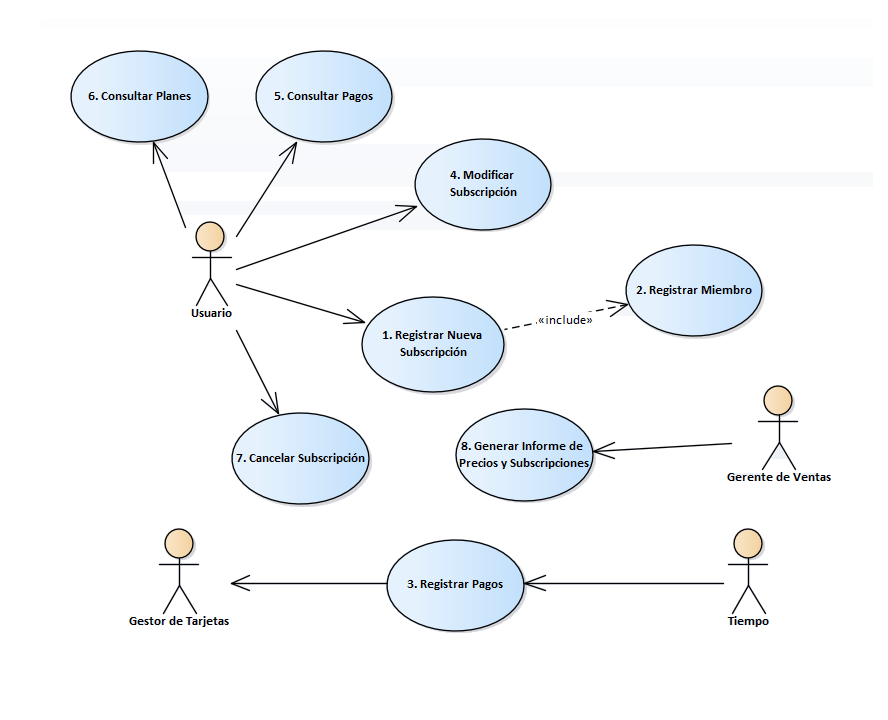 6. Consultar Planes
5. Consultar Pagos
4. Modificar
Subscripción
Usuario
2. Registrar Miembro
«include»
1. Registrar Nueva
Subscripción
7. Cancelar Subscripción
8. Generar Informe de
Precios y Subscripciones
Gerente de Ventas
3. Registrar Pagos
Gestor de Tarjetas
Tiempo